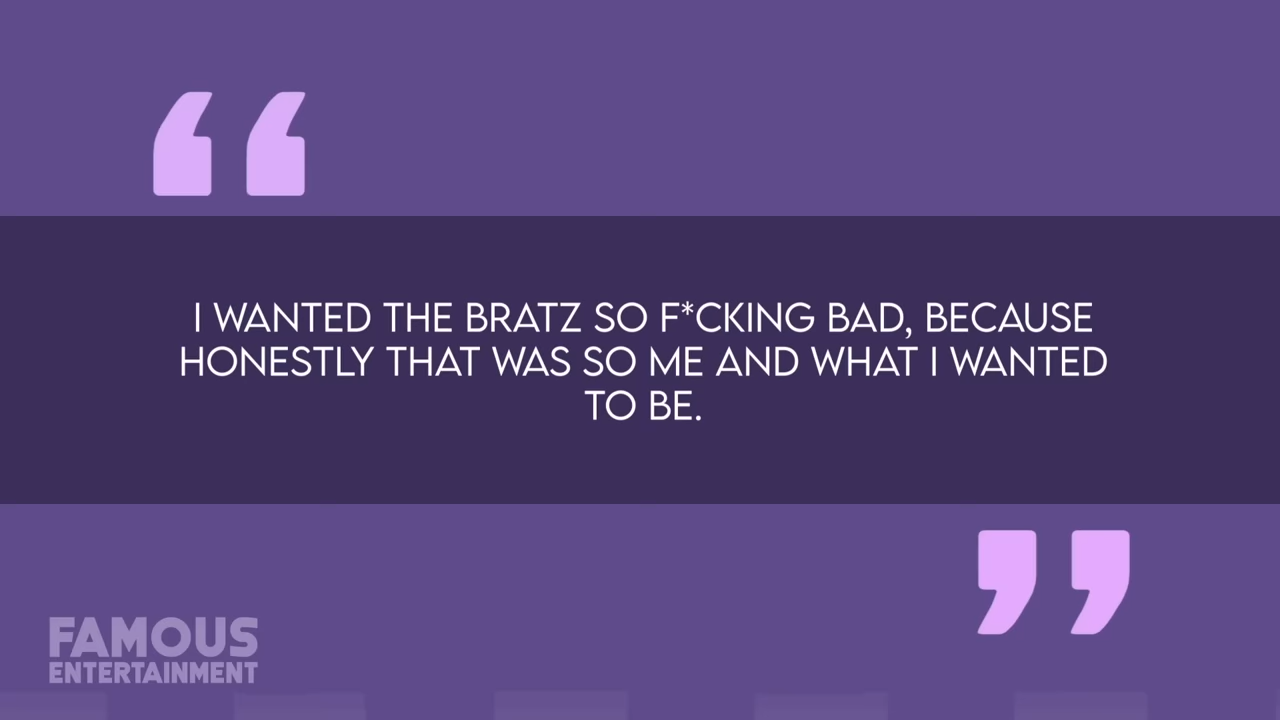 I WANTED THE BRATZ SO F*CKING BAD, BECAUSE
HONESTLY THAT WAS SO ME AND WHAT I WANTED
TO BE.
FAMOUS
ENTERTAINMENT